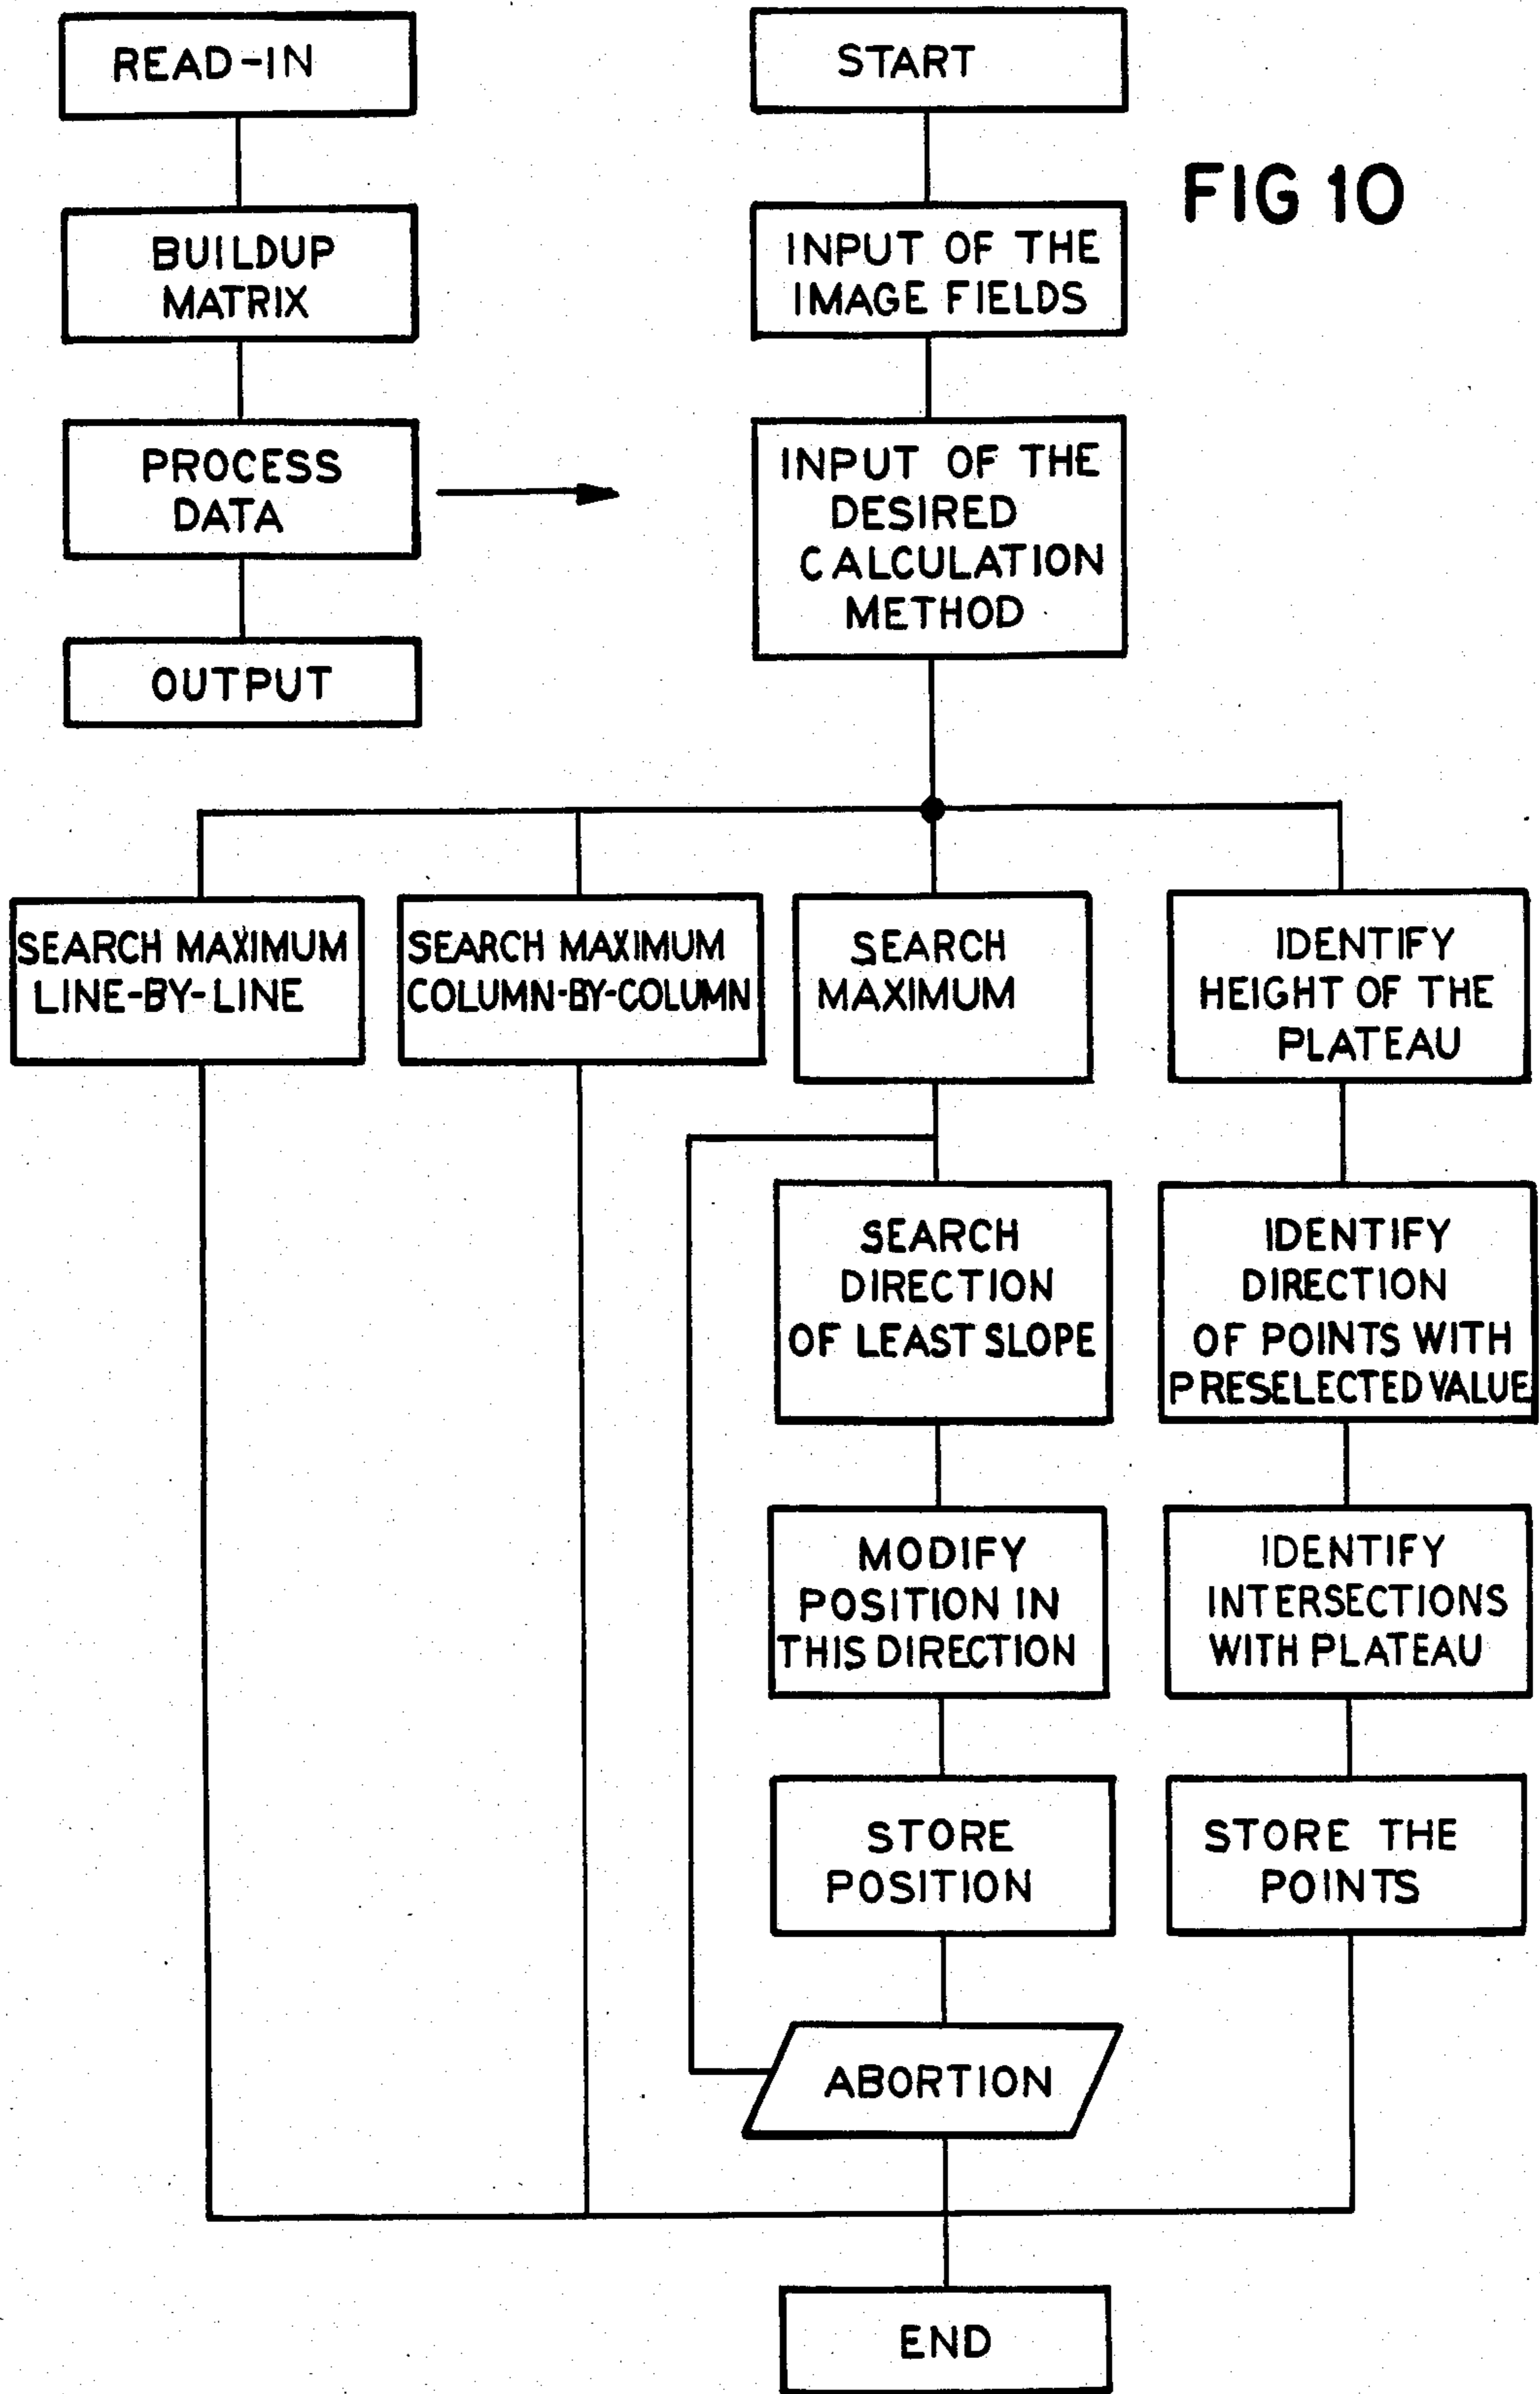 READ-IN
BUILDUP
MATRIX
PROCESS
DATA
OUTPUT
START
FIG 10
INPUT OF THE
IMAGE FIELDS
INPUT OF THE
DESIRED
CALCULATION
METHOD
SEARCH MAXIMUM
LINE-BY-LINE
SEARCH MAXIMUM
COLUMN-BY-COLUMN
SEARCH
MAXIMUM
IDENTIFY
HEIGHT OF THE
PLATEAU
SEARCH
DIRECTION
OF LEAST SLOPE
IDENTIFY
DIRECTION
OF POINTS WITH
PRESELECTED VALUE
MODIFY
POSITION IN
THIS DIRECTION
IDENTIFY
INTERSECTIONS
WITH PLATEAU
STORE
POSITION
STORE THE
POINTS
ABORTION
END